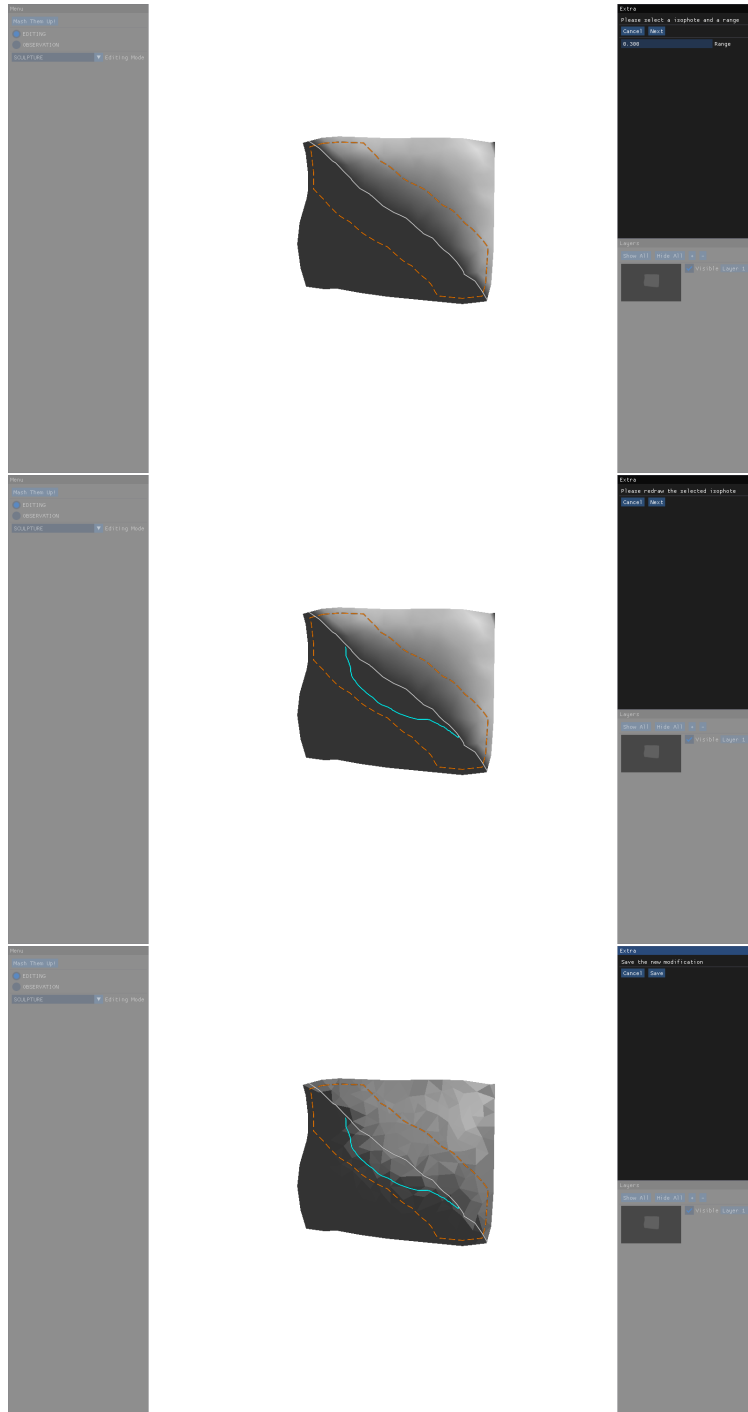 Menu
Mash Them Up!
EDITING
OBSERVATION
SCULPTURE ▼ Editing Mode
Extra
Please select a isophote and a range
Cancel Next
0.300 Range
Layers
Show All Hide All + -
Visible Layer 1
Menu
Mash Them Up!
EDITING
OBSERVATION
SCULPTURE ▼ Editing Mode
Extra
Please redraw the selected isophote
Cancel Next
Layers
Show All Hide All + -
Visible Layer 1
Menu
Mash Them Up!
EDITING
OBSERVATION
SCULPTURE ▼ Editing Mode
Extra
Save the new modification
Cancel Save
Layers
Show All Hide All + -
Visible Layer 1